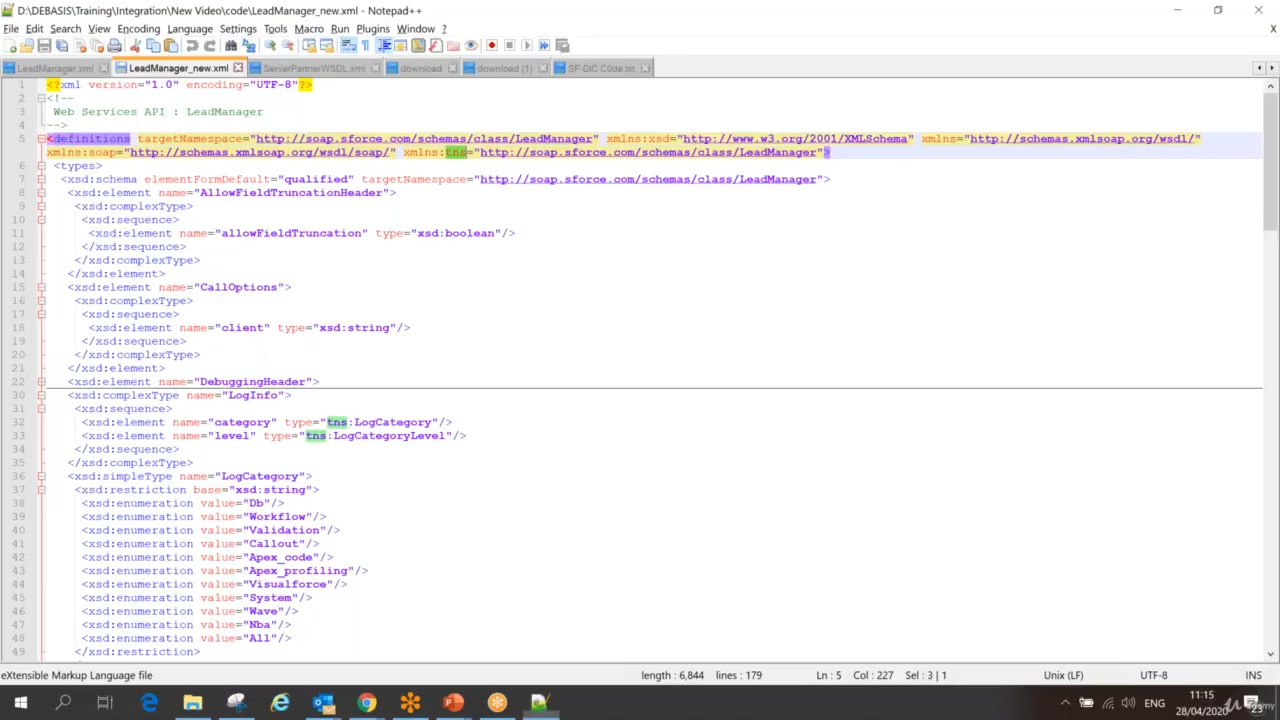 D:\DEBASIS\Training\Integration\New Video\code\LeadManager_new.xml - Notepad++
File Edit Search View Encoding Language Settings Tools Macro Run Plugins Window ? X
LeadManager.xml LeadManager_new.xml ServerPartnerWSDL.xml download download (1) SF-DIC C0de.txt
1 <?xml version="1.0" encoding="UTF-8"?>
2 <!--
3 Web Services API : LeadManager
4 -->
5 <definitions targetNamespace="http://soap.sforce.com/schemas/class/LeadManager" xmlns:xsd="http://www.w3.org/2001/XMLSchema" xmlns="http://schemas.xmlsoap.org/wsdl/"
xmlns:soap="http://schemas.xmlsoap.org/wsdl/soap/" xmlns:tns="http://soap.sforce.com/schemas/class/LeadManager">
6 <types>
7 <xsd:schema elementFormDefault="qualified" targetNamespace="http://soap.sforce.com/schemas/class/LeadManager">
8 <xsd:element name="AllowFieldTruncationHeader">
9 <xsd:complexType>
10 <xsd:sequence>
11 <xsd:element name="allowFieldTruncation" type="xsd:boolean"/>
12 </xsd:sequence>
13 </xsd:complexType>
14 </xsd:element>
15 <xsd:element name="CallOptions">
16 <xsd:complexType>
17 <xsd:sequence>
18 <xsd:element name="client" type="xsd:string"/>
19 </xsd:sequence>
20 </xsd:complexType>
21 </xsd:element>
22 <xsd:element name="DebuggingHeader">
30 <xsd:complexType name="LogInfo">
31 <xsd:sequence>
32 <xsd:element name="category" type="tns:LogCategory"/>
33 <xsd:element name="level" type="tns:LogCategoryLevel"/>
34 </xsd:sequence>
35 </xsd:complexType>
36 <xsd:simpleType name="LogCategory">
37 <xsd:restriction base="xsd:string">
38 <xsd:enumeration value="Db"/>
39 <xsd:enumeration value="Workflow"/>
40 <xsd:enumeration value="Validation"/>
41 <xsd:enumeration value="Callout"/>
42 <xsd:enumeration value="Apex_code"/>
43 <xsd:enumeration value="Apex_profiling"/>
44 <xsd:enumeration value="Visualforce"/>
45 <xsd:enumeration value="System"/>
46 <xsd:enumeration value="Wave"/>
47 <xsd:enumeration value="Nba"/>
48 <xsd:enumeration value="All"/>
49 </xsd:restriction>
eXtensible Markup Language file length : 6,844 lines : 179 Ln : 5 Col : 227 Sel : 3 | 1 Unix (LF) UTF-8 INS
ENG 11:15
28/04/2020